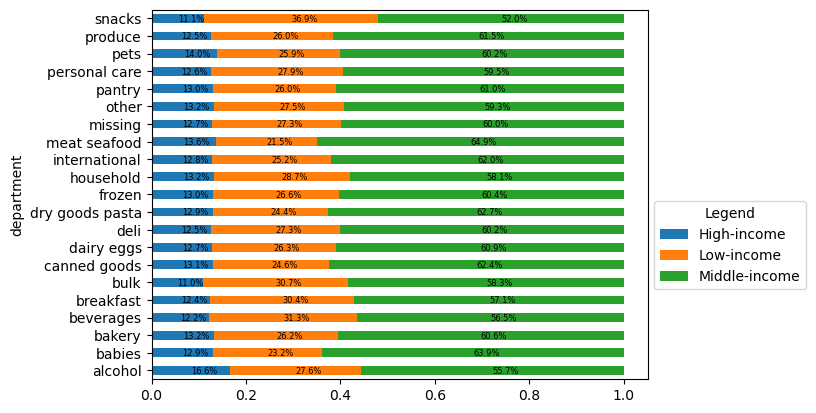 department
snacks 11.1% 36.9% 52.0%
produce 12.5% 26.0% 61.5%
pets 14.0% 25.9% 60.2%
personal care 12.6% 27.9% 59.5%
pantry 13.0% 26.0% 61.0%
other 13.2% 27.5% 59.3%
missing 12.7% 27.3% 60.0%
meat seafood 13.6% 21.5% 64.9%
international 12.8% 25.2% 62.0%
household 13.2% 28.7% 58.1%
frozen 13.0% 26.6% 60.4%
dry goods pasta 12.9% 24.4% 62.7%
deli 12.5% 27.3% 60.2%
dairy eggs 12.7% 26.3% 60.9%
canned goods 13.1% 24.6% 62.4%
bulk 11.0% 30.7% 58.3%
breakfast 12.4% 30.4% 57.1%
beverages 12.2% 31.3% 56.5%
bakery 13.2% 26.2% 60.6%
babies 12.9% 23.2% 63.9%
alcohol 16.6% 27.6% 55.7%
0.0 0.2 0.4 0.6 0.8 1.0
Legend
High-income
Low-income
Middle-income